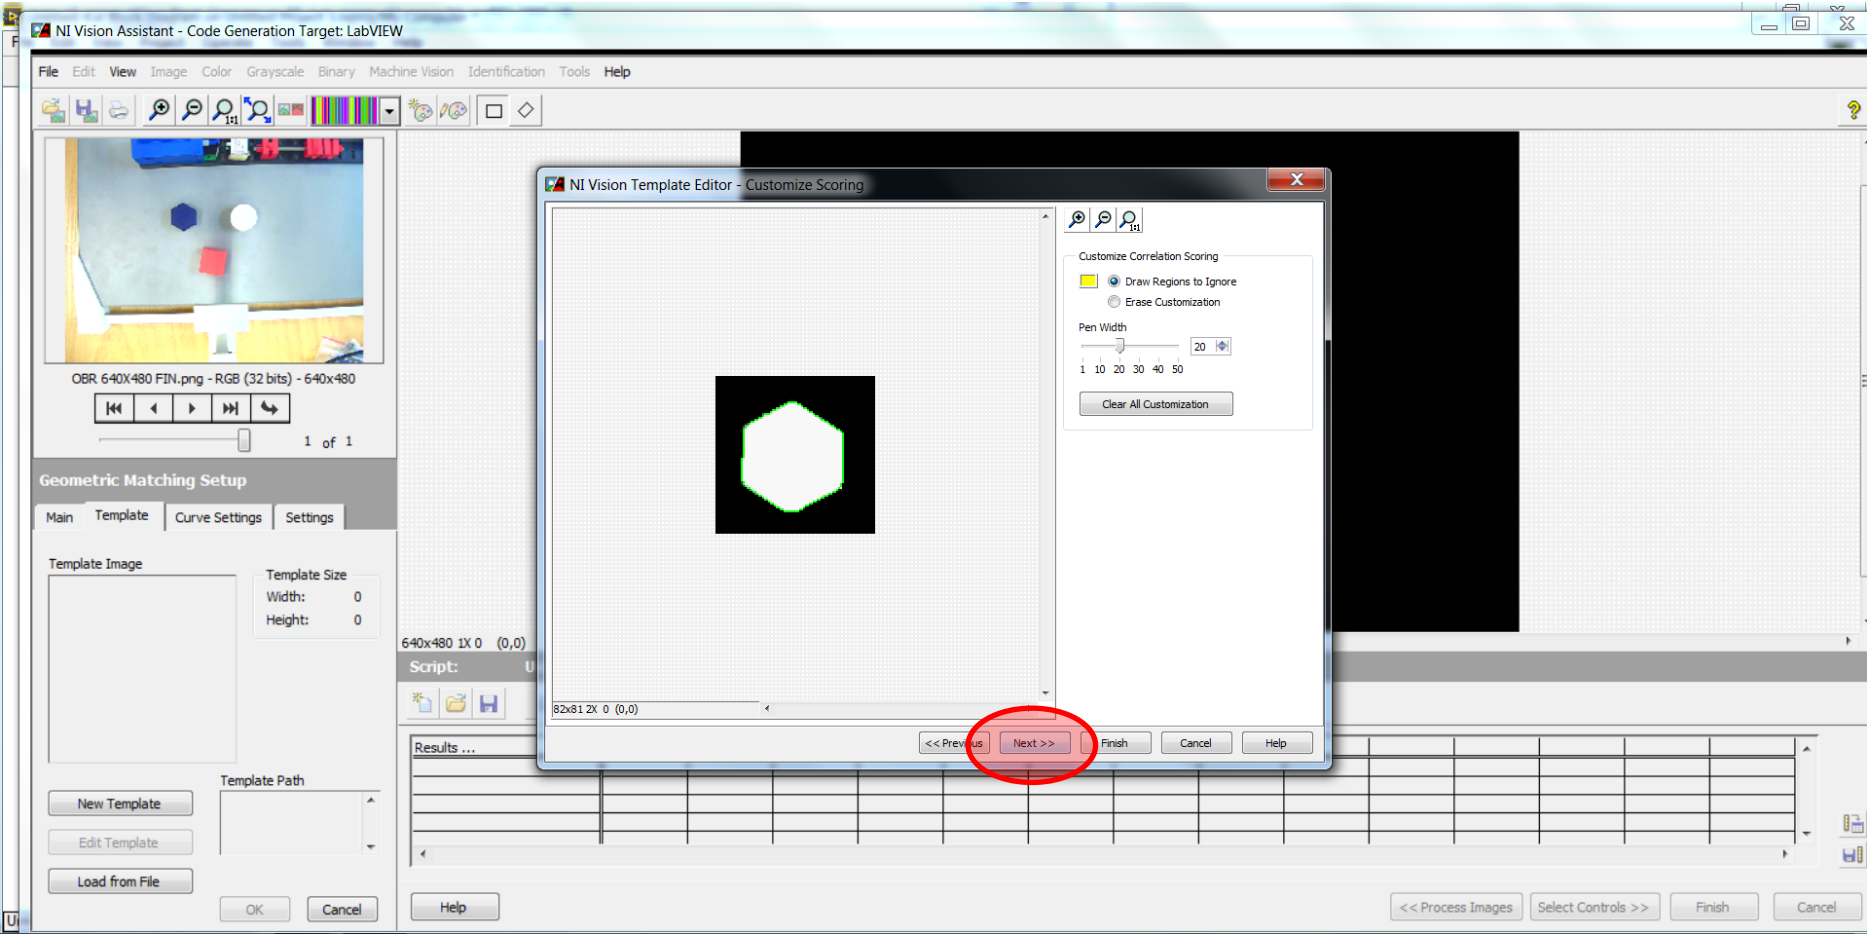 NI Vision Assistant - Code Generation Target: LabVIEW
File Edit View Image Color Grayscale Binary Machine Vision Identification Tools Help
1:1
OBR 640X480 FIN.png - RGB (32 bits) - 640x480
1 of 1
Geometric Matching Setup
Main Template Curve Settings Settings
Template Image
Template Size
Width: 0
Height: 0
Template Path
New Template
Edit Template
Load from File
OK Cancel
640x480 1X 0 (0,0)
Script: U
Results ...
Help
<< Process Images Select Controls >> Finish Cancel
NI Vision Template Editor - Customize Scoring
X
1:1
Customize Correlation Scoring
Draw Regions to Ignore
Erase Customization
Pen Width
20
1 10 20 30 40 50
Clear All Customization
82x81 2X 0 (0,0)
<< Previous Next >> Finish Cancel Help